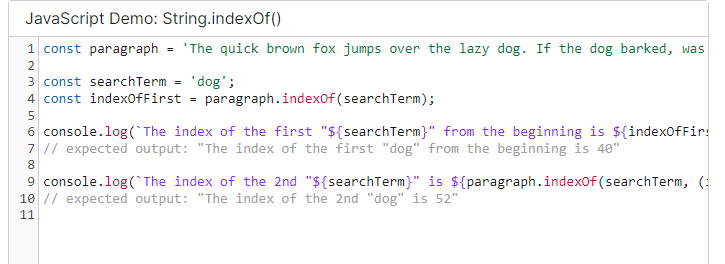 JavaScript Demo: String.indexOf()
1 const paragraph = 'The quick brown fox jumps over the lazy dog. If the dog barked, was
2
3 const searchTerm = 'dog';
4 const indexOfFirst = paragraph.indexOf(searchTerm);
5
6 console.log(`The index of the first "${searchTerm}" from the beginning is ${indexOfFirs
7 // expected output: "The index of the first "dog" from the beginning is 40"
8
9 console.log(`The index of the 2nd "${searchTerm}" is ${paragraph.indexOf(searchTerm, (
10 // expected output: "The index of the 2nd "dog" is 52"
11